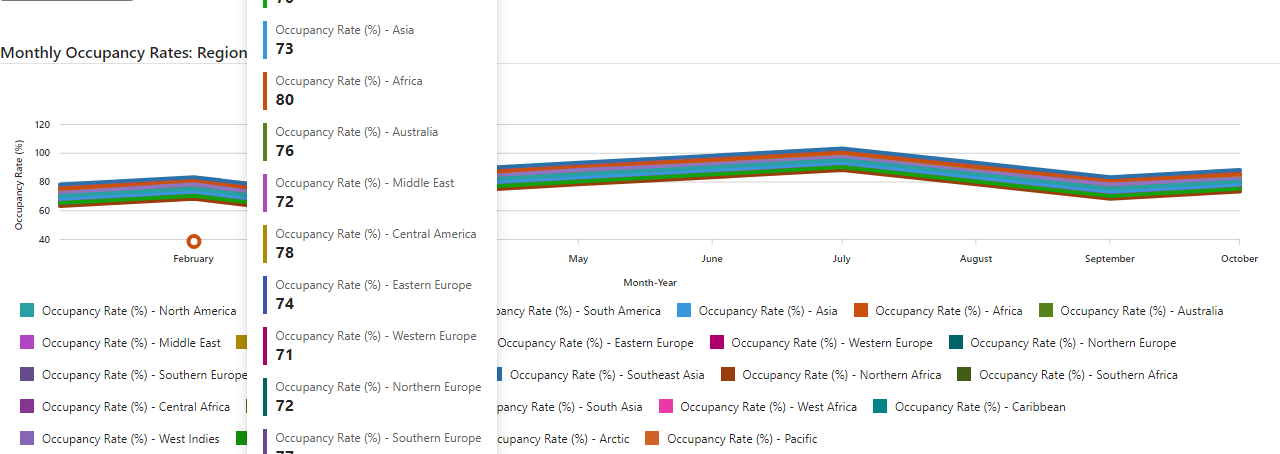 Monthly Occupancy Rates: Region
Occupancy Rate (%) - Asia
73
Occupancy Rate (%) - Africa
80
Occupancy Rate (%) - Australia
76
Occupancy Rate (%) - Middle East
72
Occupancy Rate (%) - Central America
78
Occupancy Rate (%) - Eastern Europe
74
Occupancy Rate (%) - Western Europe
71
Occupancy Rate (%) - Northern Europe
72
Occupancy Rate (%) - Southern Europe
Occupancy Rate (%)
120
100
80
60
40
February May June July August September October
Month-Year
Occupancy Rate (%) - North America pancy Rate (%) - South America Occupancy Rate (%) - Asia Occupancy Rate (%) - Africa Occupancy Rate (%) - Australia
Occupancy Rate (%) - Middle East Occupancy Rate (%) - Eastern Europe Occupancy Rate (%) - Western Europe Occupancy Rate (%) - Northern Europe
Occupancy Rate (%) - Southern Europe Occupancy Rate (%) - Southeast Asia Occupancy Rate (%) - Northern Africa Occupancy Rate (%) - Southern Africa
Occupancy Rate (%) - Central Africa pancy Rate (%) - South Asia Occupancy Rate (%) - West Africa Occupancy Rate (%) - Caribbean
Occupancy Rate (%) - West Indies cupancy Rate (%) - Arctic Occupancy Rate (%) - Pacific